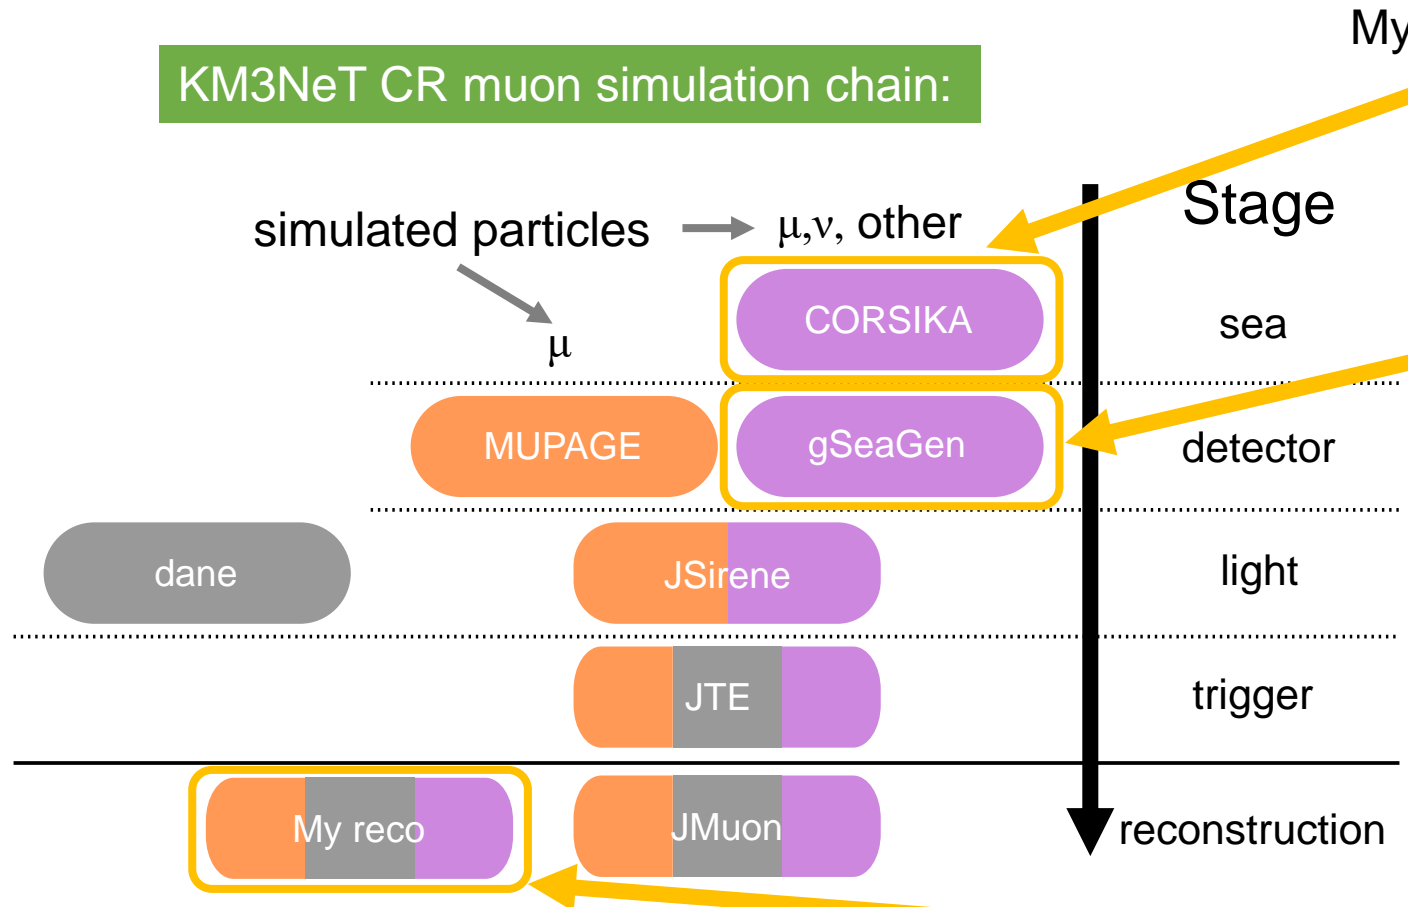 My
KM3NeT CR muon simulation chain:
Stage
simulated particles
μ,ν, other
CORSIKA
sea
μ
MUPAGE
gSeaGen
detector
dane
JSirene
light
JTE
trigger
My reco
JMuon
reconstruction